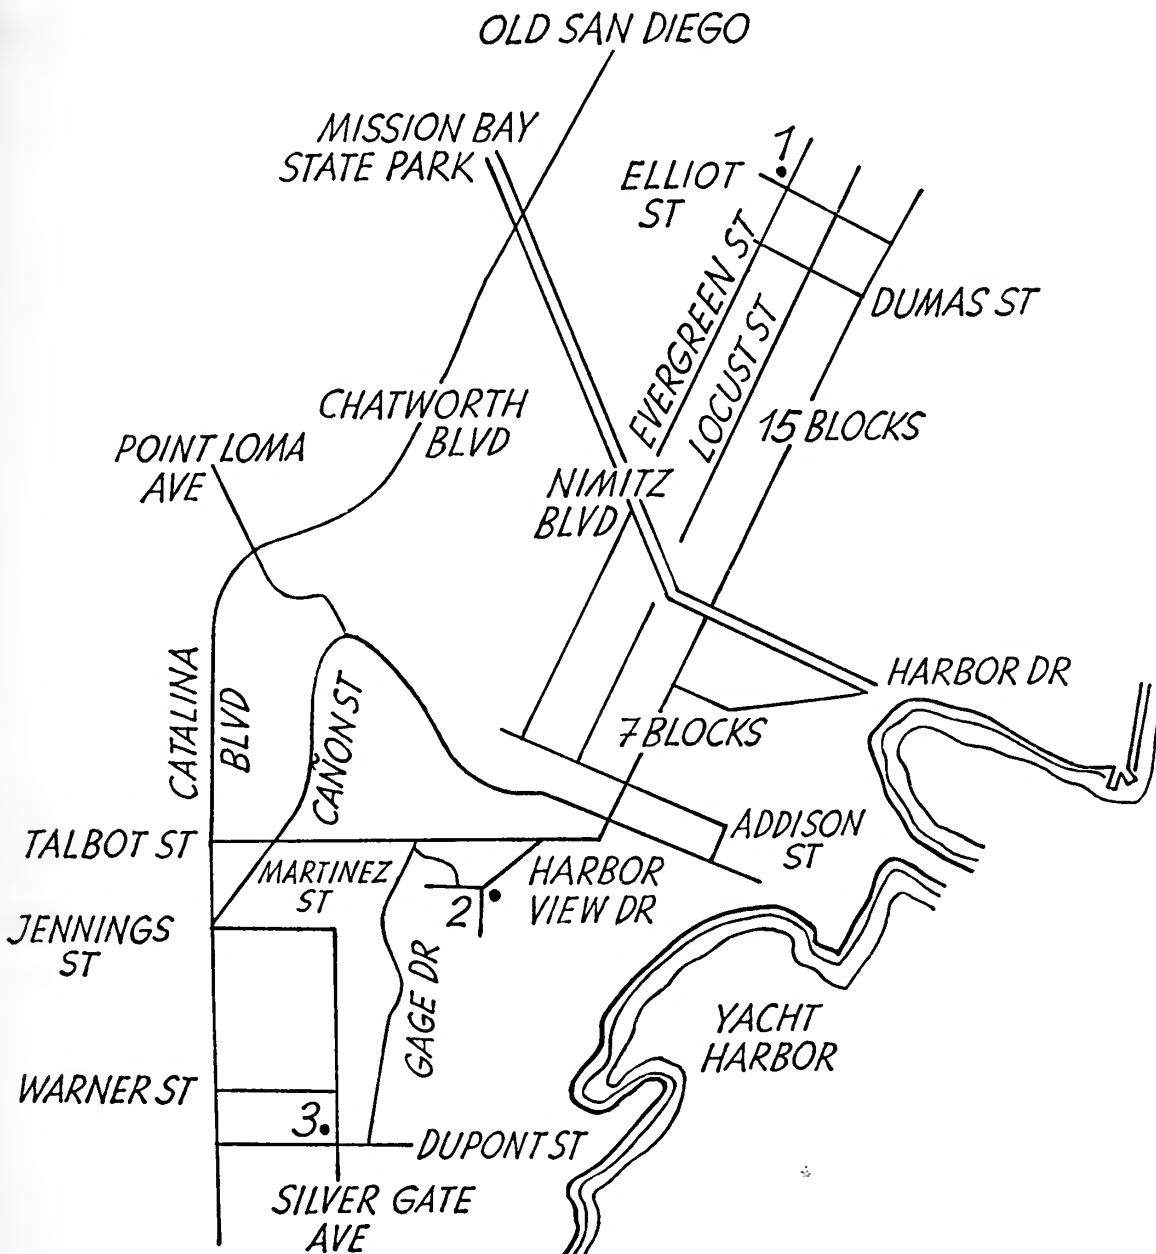 OLD SAN DIEGO
MISSION BAY
STATE PARK
1
ELLIOT
ST
EVERGREEN ST
LOCUST ST
DUMAS ST
CHATWORTH
BLVD
15 BLOCKS
POINT LOMA
AVE
NIMITZ
BLVD
CATALINA
BLVD
CAÑON ST
HARBOR DR
7 BLOCKS
TALBOT ST
ADDISON
ST
MARTINEZ
ST
HARBOR
VIEW DR
2
JENNINGS
ST
GAGE DR
YACHT
HARBOR
WARNER ST
3
DUPONT ST
SILVER GATE
AVE